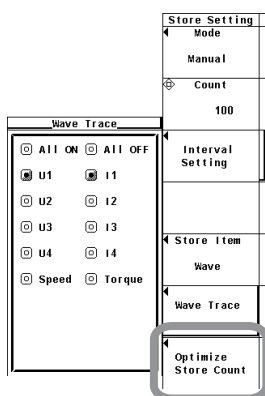 Store Setting
Mode
Manual
Count
100
Interval
Setting
Store Item
Wave
Wave Trace
Optimize
Store Count
Wave Trace
All ON All OFF
U1 I1
U2 I2
U3 I3
U4 I4
Speed Torque